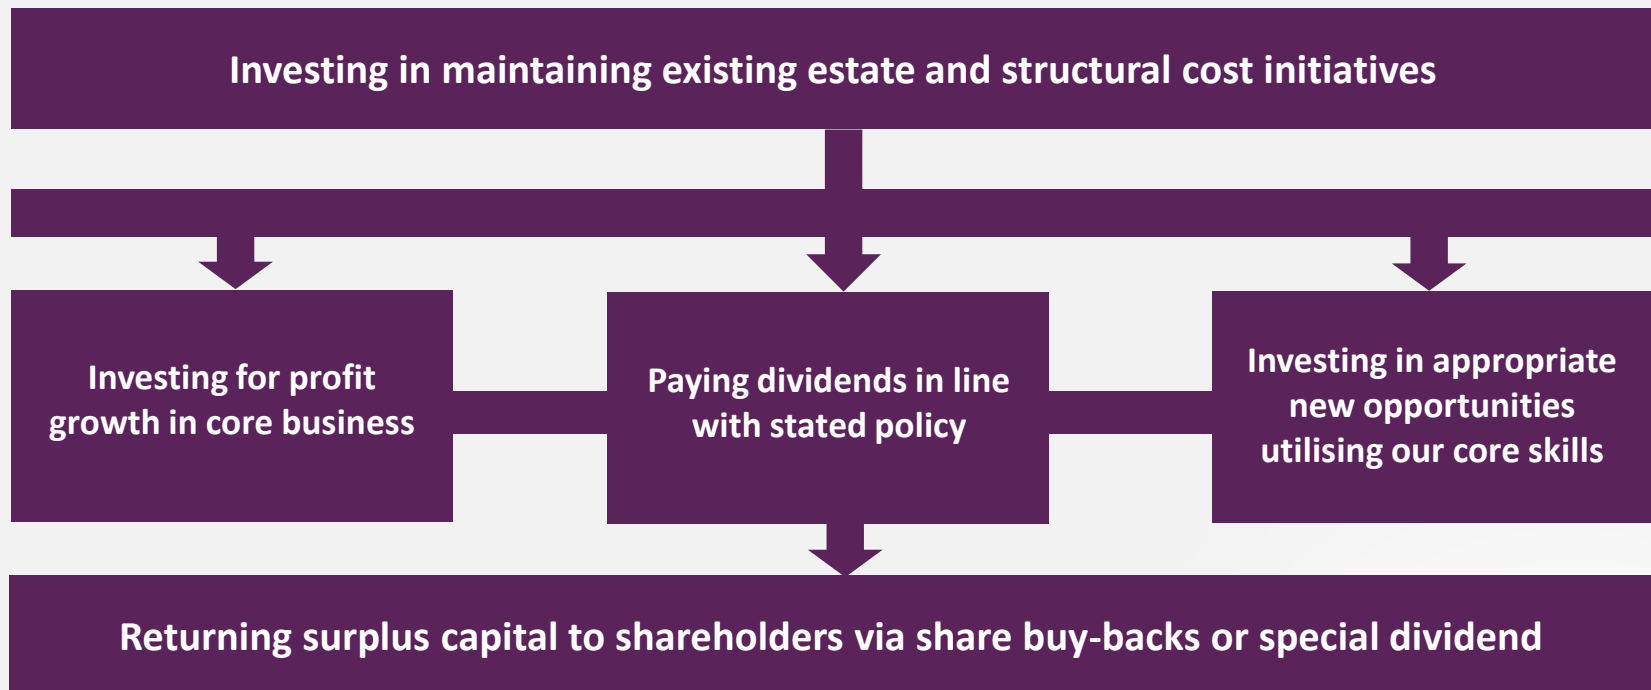 Investing in maintaining existing estate and structural cost initiatives
Investing for profit
growth in core business
Paying dividends in line
with stated policy
Investing in appropriate
new opportunities
utilising our core skills
Returning surplus capital to shareholders via share buy-backs or special dividend